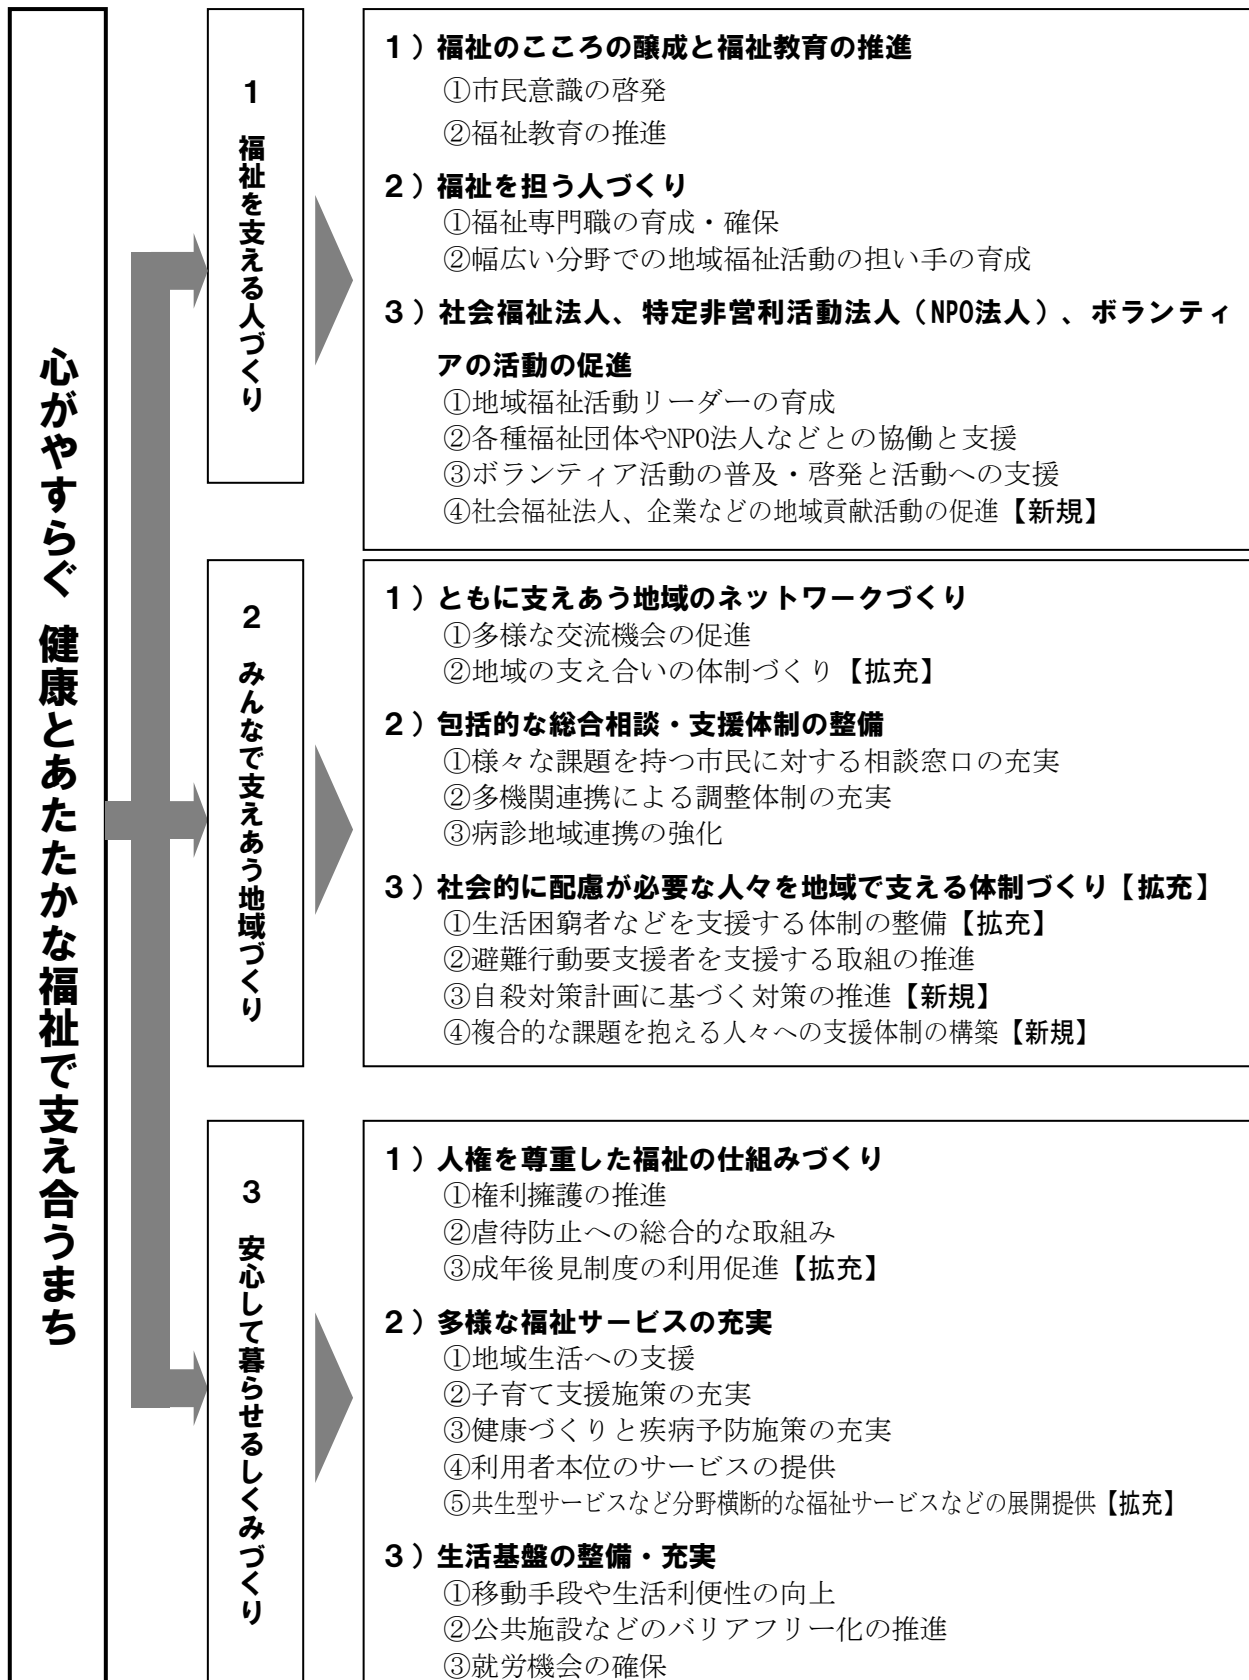 心がやすらぐ 健康とあたたかな福祉で支え合うまち
1 福祉を支える人づくり
1）福祉のこころの醸成と福祉教育の推進
①市民意識の啓発
②福祉教育の推進
2）福祉を担う人づくり
①福祉専門職の育成・確保
②幅広い分野での地域福祉活動の担い手の育成
3）社会福祉法人、特定非営利活動法人（NPO法人）、ボランティ
アの活動の促進
①地域福祉活動リーダーの育成
②各種福祉団体やNPO法人などとの協働と支援
③ボランティア活動の普及・啓発と活動への支援
④社会福祉法人、企業などの地域貢献活動の促進【新規】
2 みんなで支えあう地域づくり
1）ともに支えあう地域のネットワークづくり
①多様な交流機会の促進
②地域の支え合いの体制づくり【拡充】
2）包括的な総合相談・支援体制の整備
①様々な課題を持つ市民に対する相談窓口の充実
②多機関連携による調整体制の充実
③病診地域連携の強化
3）社会的に配慮が必要な人々を地域で支える体制づくり【拡充】
①生活困窮者などを支援する体制の整備【拡充】
②避難行動要支援者を支援する取組の推進
③自殺対策計画に基づく対策の推進【新規】
④複合的な課題を抱える人々への支援体制の構築【新規】
3 安心して暮らせるしくみづくり
1）人権を尊重した福祉の仕組みづくり
①権利擁護の推進
②虐待防止への総合的な取組み
③成年後見制度の利用促進【拡充】
2）多様な福祉サービスの充実
①地域生活への支援
②子育て支援施策の充実
③健康づくりと疾病予防施策の充実
④利用者本位のサービスの提供
⑤共生型サービスなど分野横断的な福祉サービスなどの展開提供【拡充】
3）生活基盤の整備・充実
①移動手段や生活利便性の向上
②公共施設などのバリアフリー化の推進
③就労機会の確保